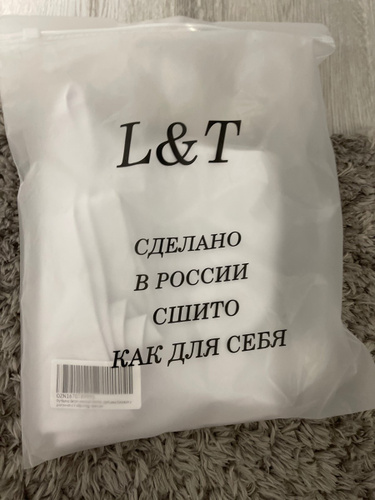 L&T
СДЕЛАНО
В РОССИИ
СШИТО
КАК ДЛЯ СЕБЯ